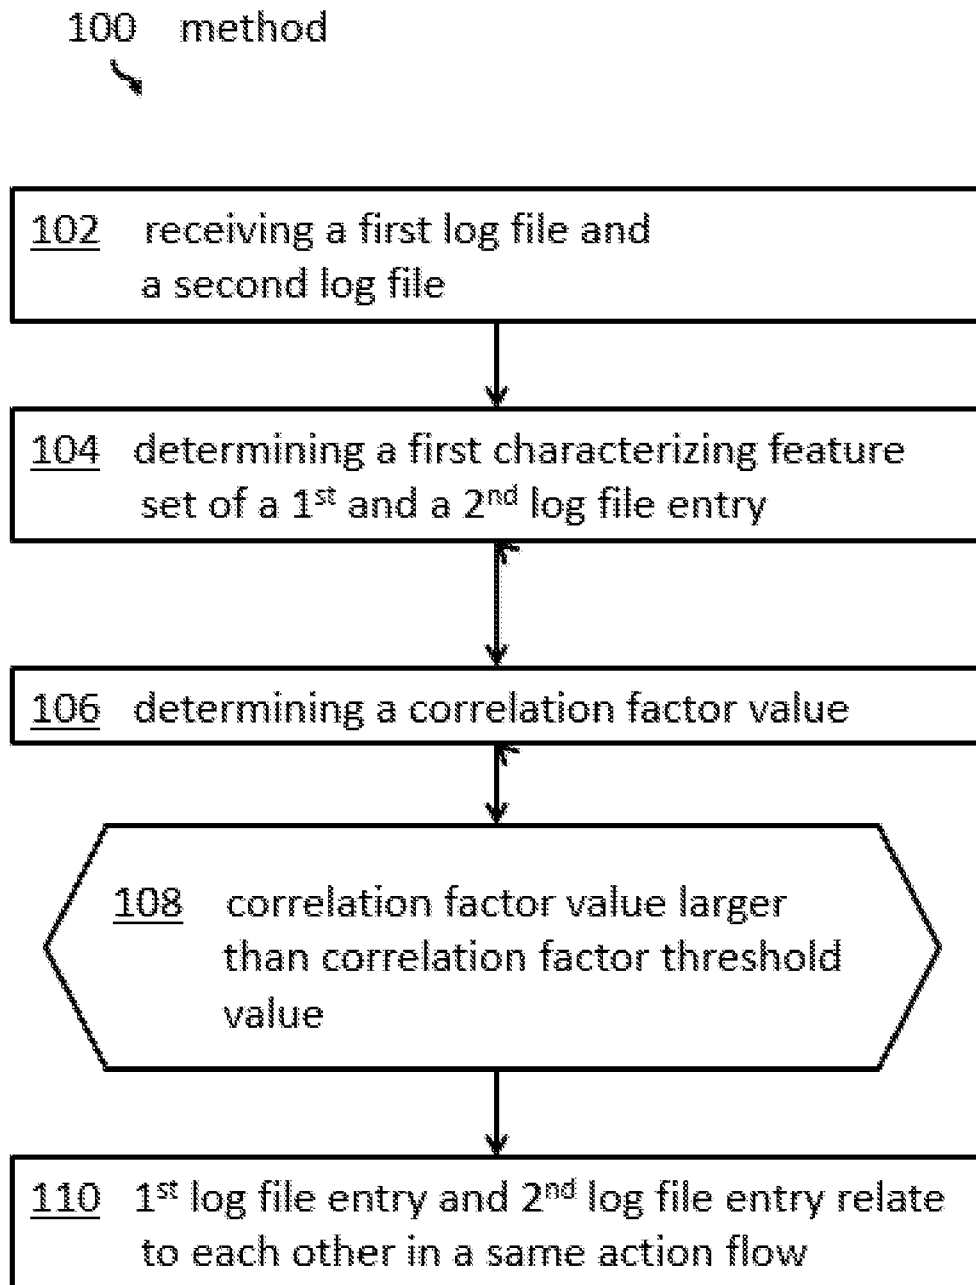 100 method
102 receiving a first log file and
a second log file
104 determining a first characterizing feature
set of a 1st and a 2nd log file entry
106 determining a correlation factor value
108 correlation factor value larger
than correlation factor threshold
value
110 1st log file entry and 2nd log file entry relate
to each other in a same action flow